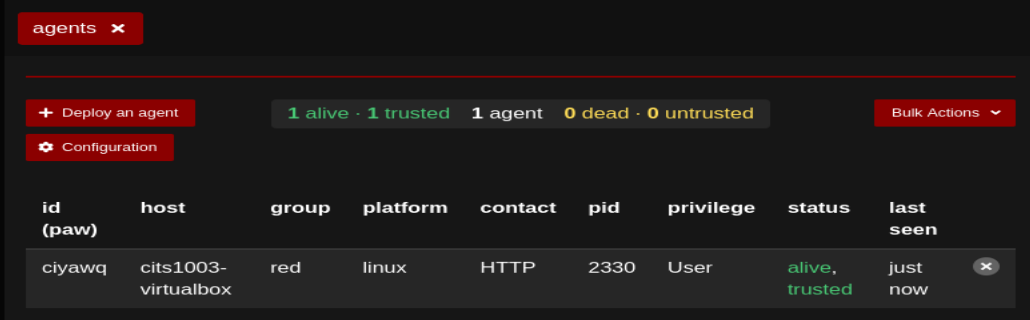 agents ×
+ Deploy an agent
1 alive · 1 trusted 1 agent 0 dead · 0 untrusted
Bulk Actions
Configuration
id (paw) host group platform contact pid privilege status last seen
ciyawq cits1003-virtualbox red linux HTTP 2330 User alive, trusted just now